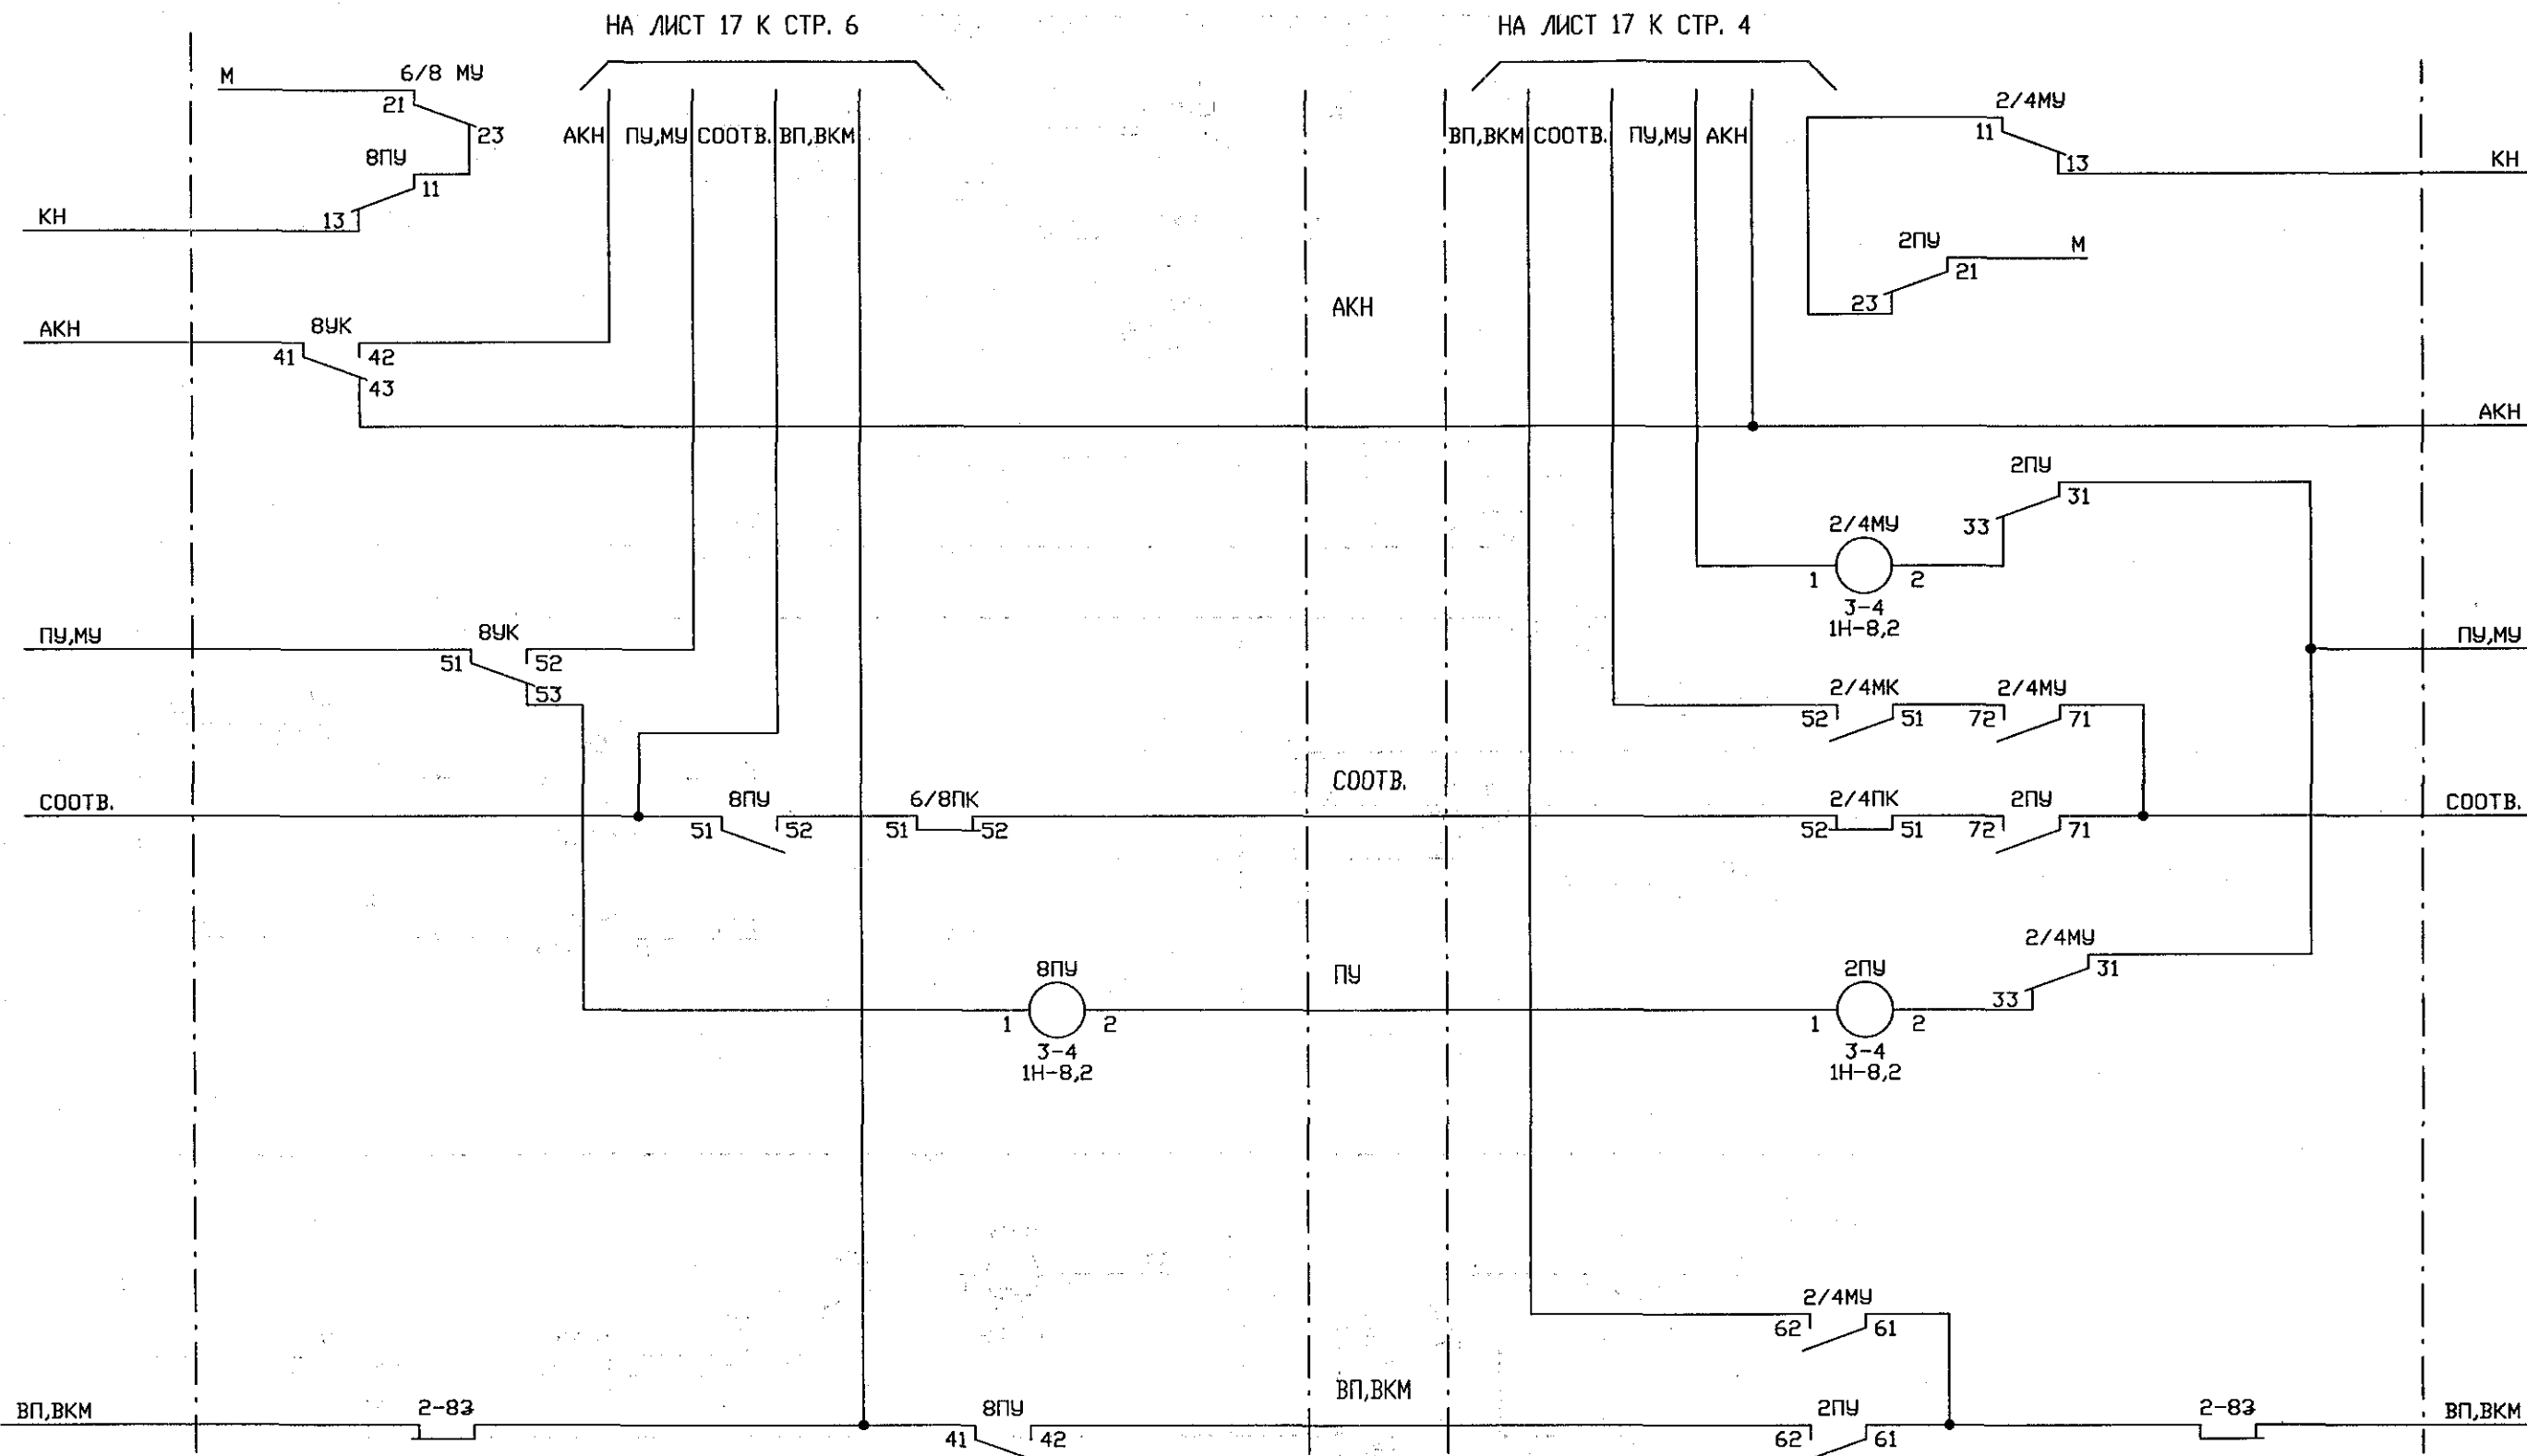 НА ЛИСТ 17 К СТР. 6
НА ЛИСТ 17 К СТР. 4
М
6/8 МУ
21
23
8ПУ
11
13
КН
АКН
ПУ,МУ
СООТВ.
ВП,ВКМ
ВП,ВКМ
СООТВ.
ПУ,МУ
АКН
2/4МУ
11
13
КН
2ПУ
М
21
23
АКН
АКН
8УК
41
42
43
АКН
2ПУ
31
33
2/4МУ
1
2
3-4
1Н-8,2
ПУ,МУ
8УК
51
52
53
ПУ,МУ
2/4МК
52
51
2/4МУ
72
71
СООТВ.
8ПУ
51
52
6/8ПК
51
52
СООТВ.
2/4ПК
52
51
2ПУ
72
71
СООТВ.
2/4МУ
31
33
8ПУ
1
2
3-4
1Н-8,2
ПУ
2ПУ
1
2
3-4
1Н-8,2
2/4МУ
62
61
ВП,ВКМ
2-83
8ПУ
41
42
ВП,ВКМ
2ПУ
62
61
2-83
ВП,ВКМ